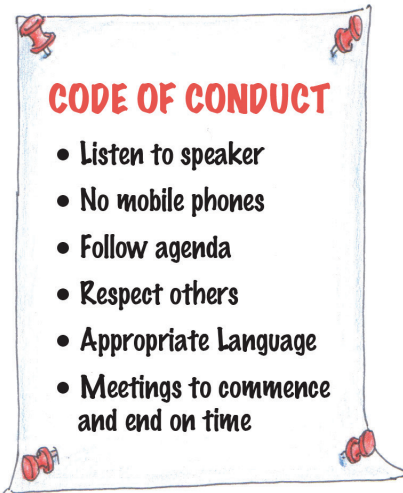 CODE OF CONDUCT
• Listen to speaker
• No mobile phones
• Follow agenda
• Respect others
• Appropriate Language
• Meetings to commence
and end on time